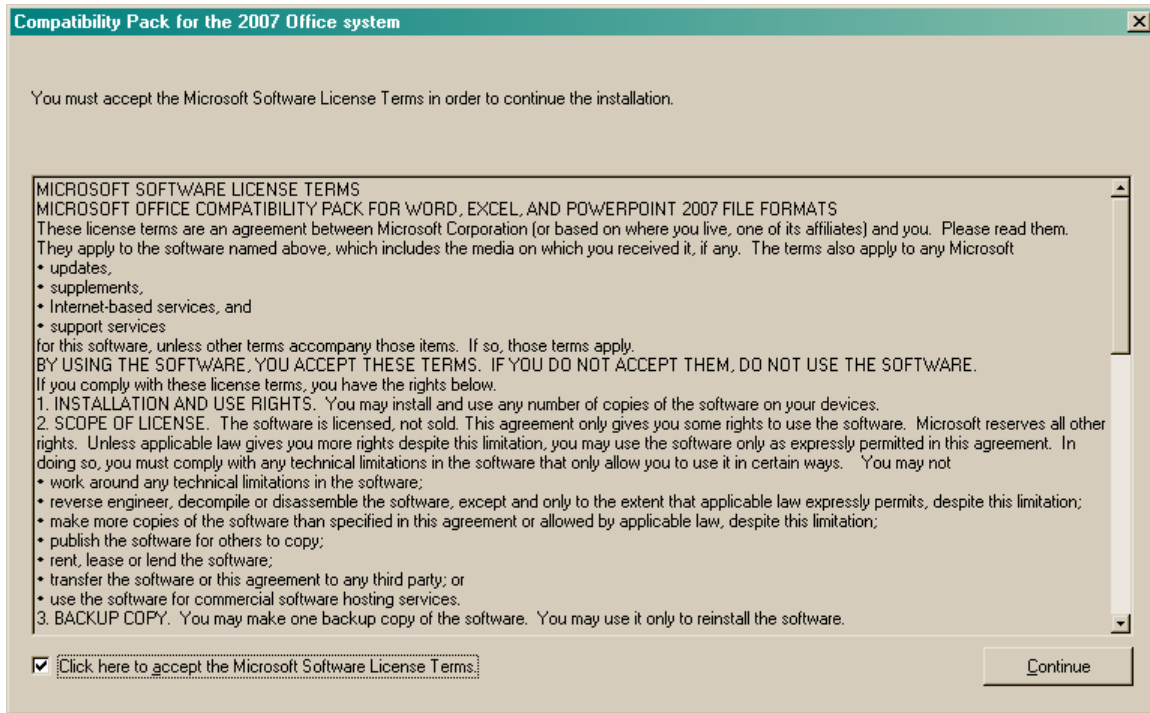 Compatibility Pack for the 2007 Office system
You must accept the Microsoft Software License Terms in order to continue the installation.
MICROSOFT SOFTWARE LICENSE TERMS
MICROSOFT OFFICE COMPATIBILITY PACK FOR WORD, EXCEL, AND POWERPOINT 2007 FILE FORMATS
These license terms are an agreement between Microsoft Corporation (or based on where you live, one of its affiliates) and you.  Please read them.
They apply to the software named above, which includes the media on which you received it, if any.  The terms also apply to any Microsoft
• updates,
• supplements,
• Internet-based services, and
• support services
for this software, unless other terms accompany those items.  If so, those terms apply.
BY USING THE SOFTWARE, YOU ACCEPT THESE TERMS.  IF YOU DO NOT ACCEPT THEM, DO NOT USE THE SOFTWARE.
If you comply with these license terms, you have the rights below.
1. INSTALLATION AND USE RIGHTS.  You may install and use any number of copies of the software on your devices.
2. SCOPE OF LICENSE.  The software is licensed, not sold. This agreement only gives you some rights to use the software.  Microsoft reserves all other
rights.  Unless applicable law gives you more rights despite this limitation, you may use the software only as expressly permitted in this agreement.  In
doing so, you must comply with any technical limitations in the software that only allow you to use it in certain ways.    You may not
• work around any technical limitations in the software;
• reverse engineer, decompile or disassemble the software, except and only to the extent that applicable law expressly permits, despite this limitation;
• make more copies of the software than specified in this agreement or allowed by applicable law, despite this limitation;
• publish the software for others to copy;
• rent, lease or lend the software;
• transfer the software or this agreement to any third party; or
• use the software for commercial software hosting services.
3. BACKUP COPY.  You may make one backup copy of the software.  You may use it only to reinstall the software.
Click here to accept the Microsoft Software License Terms.
Continue